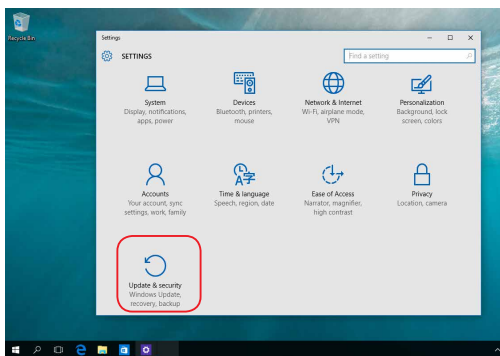 Recycle Bin
Settings
SETTINGS
Find a setting
System
Display, notifications,
apps, power
Devices
Bluetooth, printers,
mouse
Network & Internet
Wi-Fi, airplane mode,
VPN
Personalization
Background, lock
screen, colors
Accounts
Your account, sync
settings, work, family
Time & language
Speech, region, date
Ease of Access
Narrator, magnifier,
high contrast
Privacy
Location, camera
Update & security
Windows Update,
recovery, backup